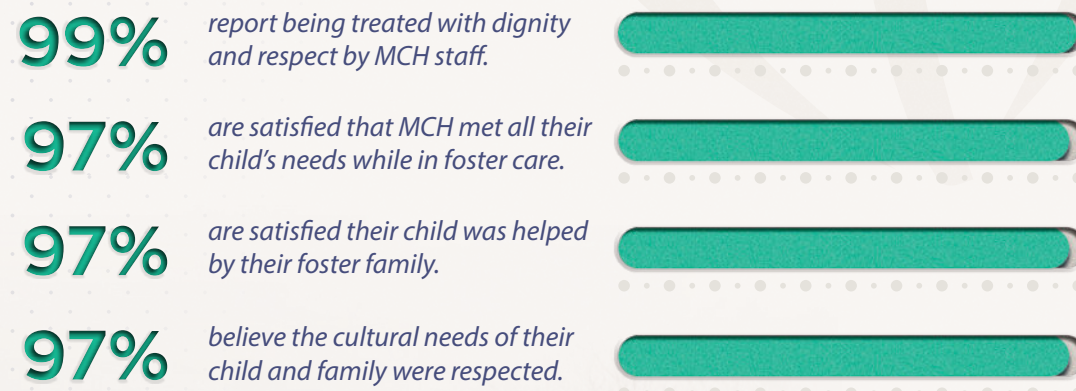 99%
report being treated with dignity
and respect by MCH staff.
97%
are satisfied that MCH met all their
child’s needs while in foster care.
97%
are satisfied their child was helped
by their foster family.
97%
believe the cultural needs of their
child and family were respected.